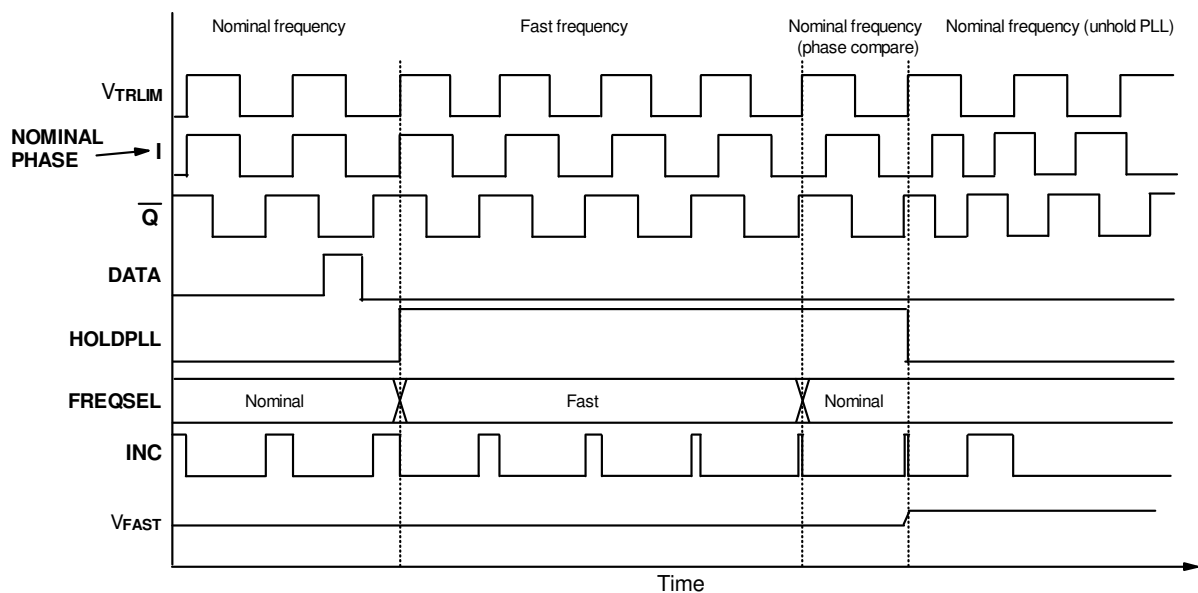 Nominal frequency
Fast frequency
Nominal frequency
(phase compare)
Nominal frequency (unhold PLL)
VTRLIM
NOMINAL
PHASE
I
Q
DATA
HOLDPLL
FREQSEL
Nominal
Fast
Nominal
INC
VFAST
Time